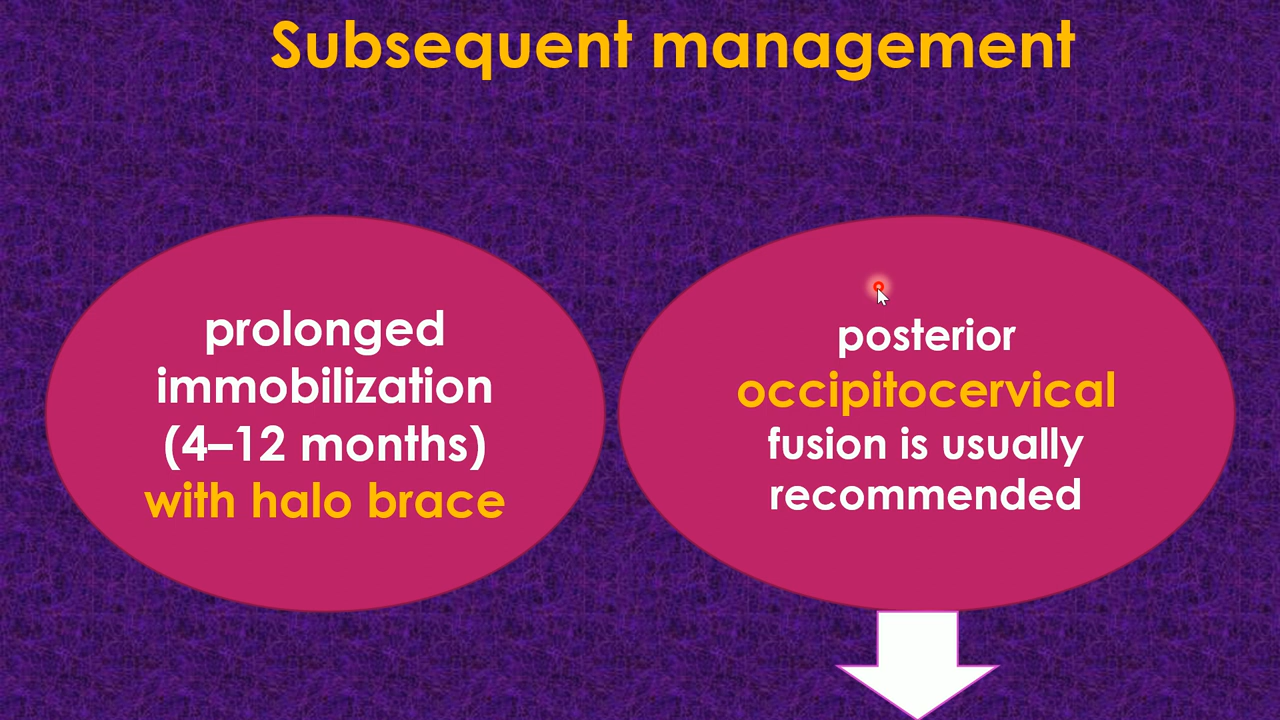 Subsequent management
prolonged
immobilization
(4–12 months)
with halo brace
posterior
occipitocervical
fusion is usually
recommended